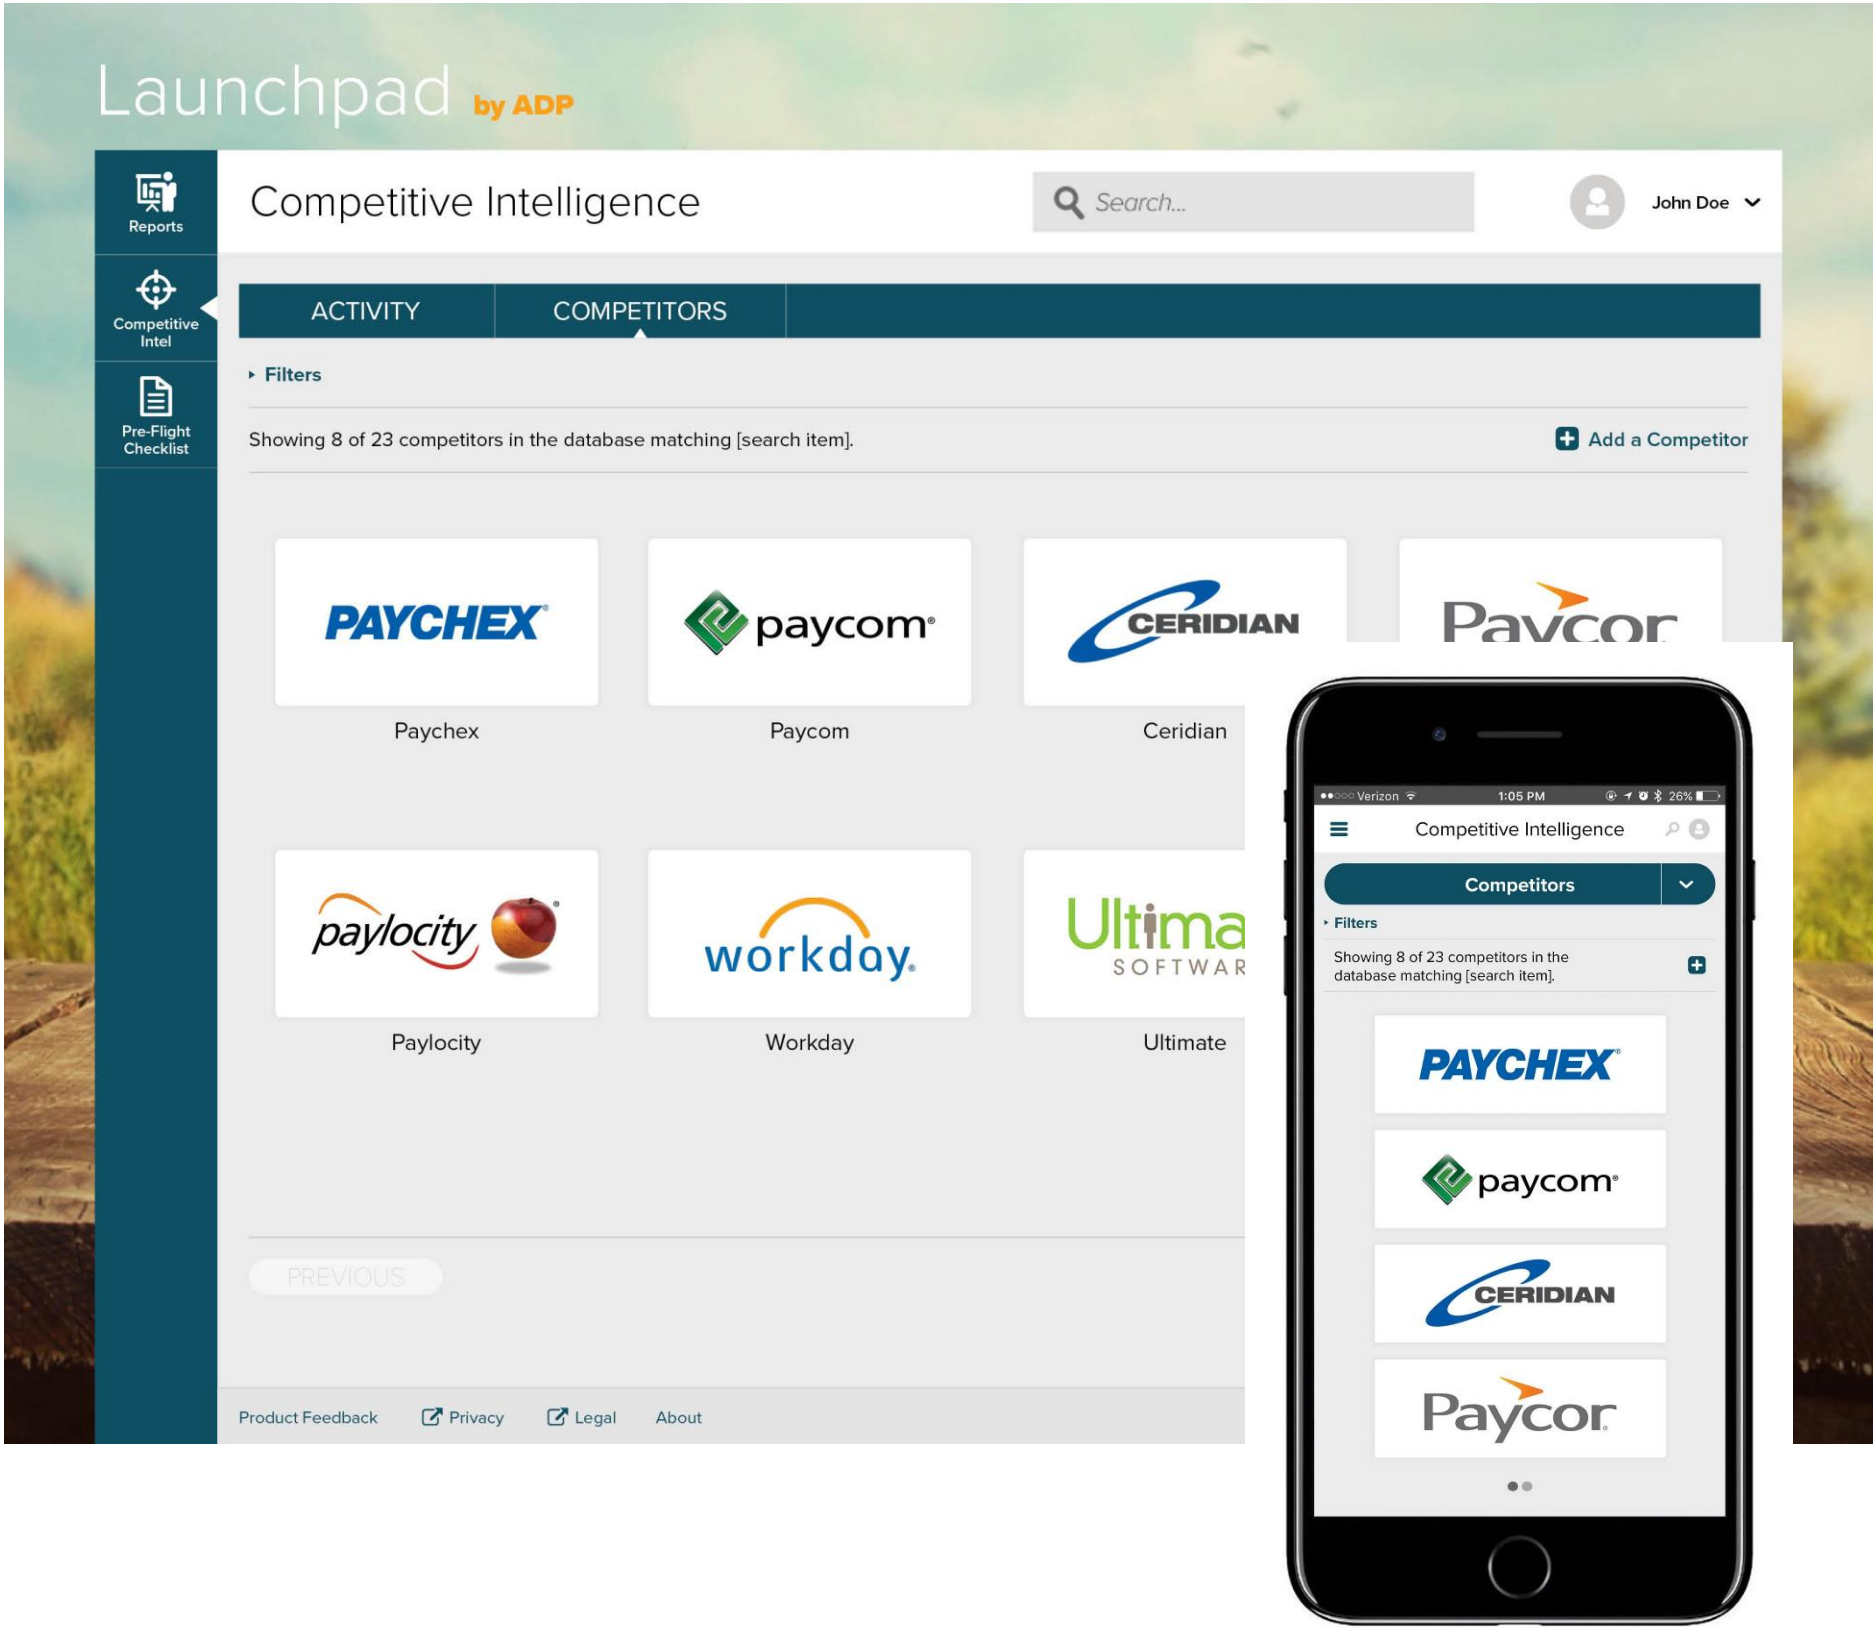 Launchpad by ADP
Reports
Competitive Intelligence
Search...
John Doe
Competitive
Intel
Pre-Flight
Checklist
ACTIVITY
COMPETITORS
Filters
Showing 8 of 23 competitors in the database matching [search item].
Add a Competitor
PAYCHEX®
paycom®
CERIDIAN
Paycor
Paychex
Paycom
Ceridian
paylocity®
workday®
Ultima
SOFTWAR
Paylocity
Workday
Ultimate
PREVIOUS
Product Feedback
Privacy
Legal
About
Verizon
1:05 PM
26%
Competitive Intelligence
Competitors
Filters
Showing 8 of 23 competitors in the
database matching [search item].
PAYCHEX®
paycom®
CERIDIAN
Paycor